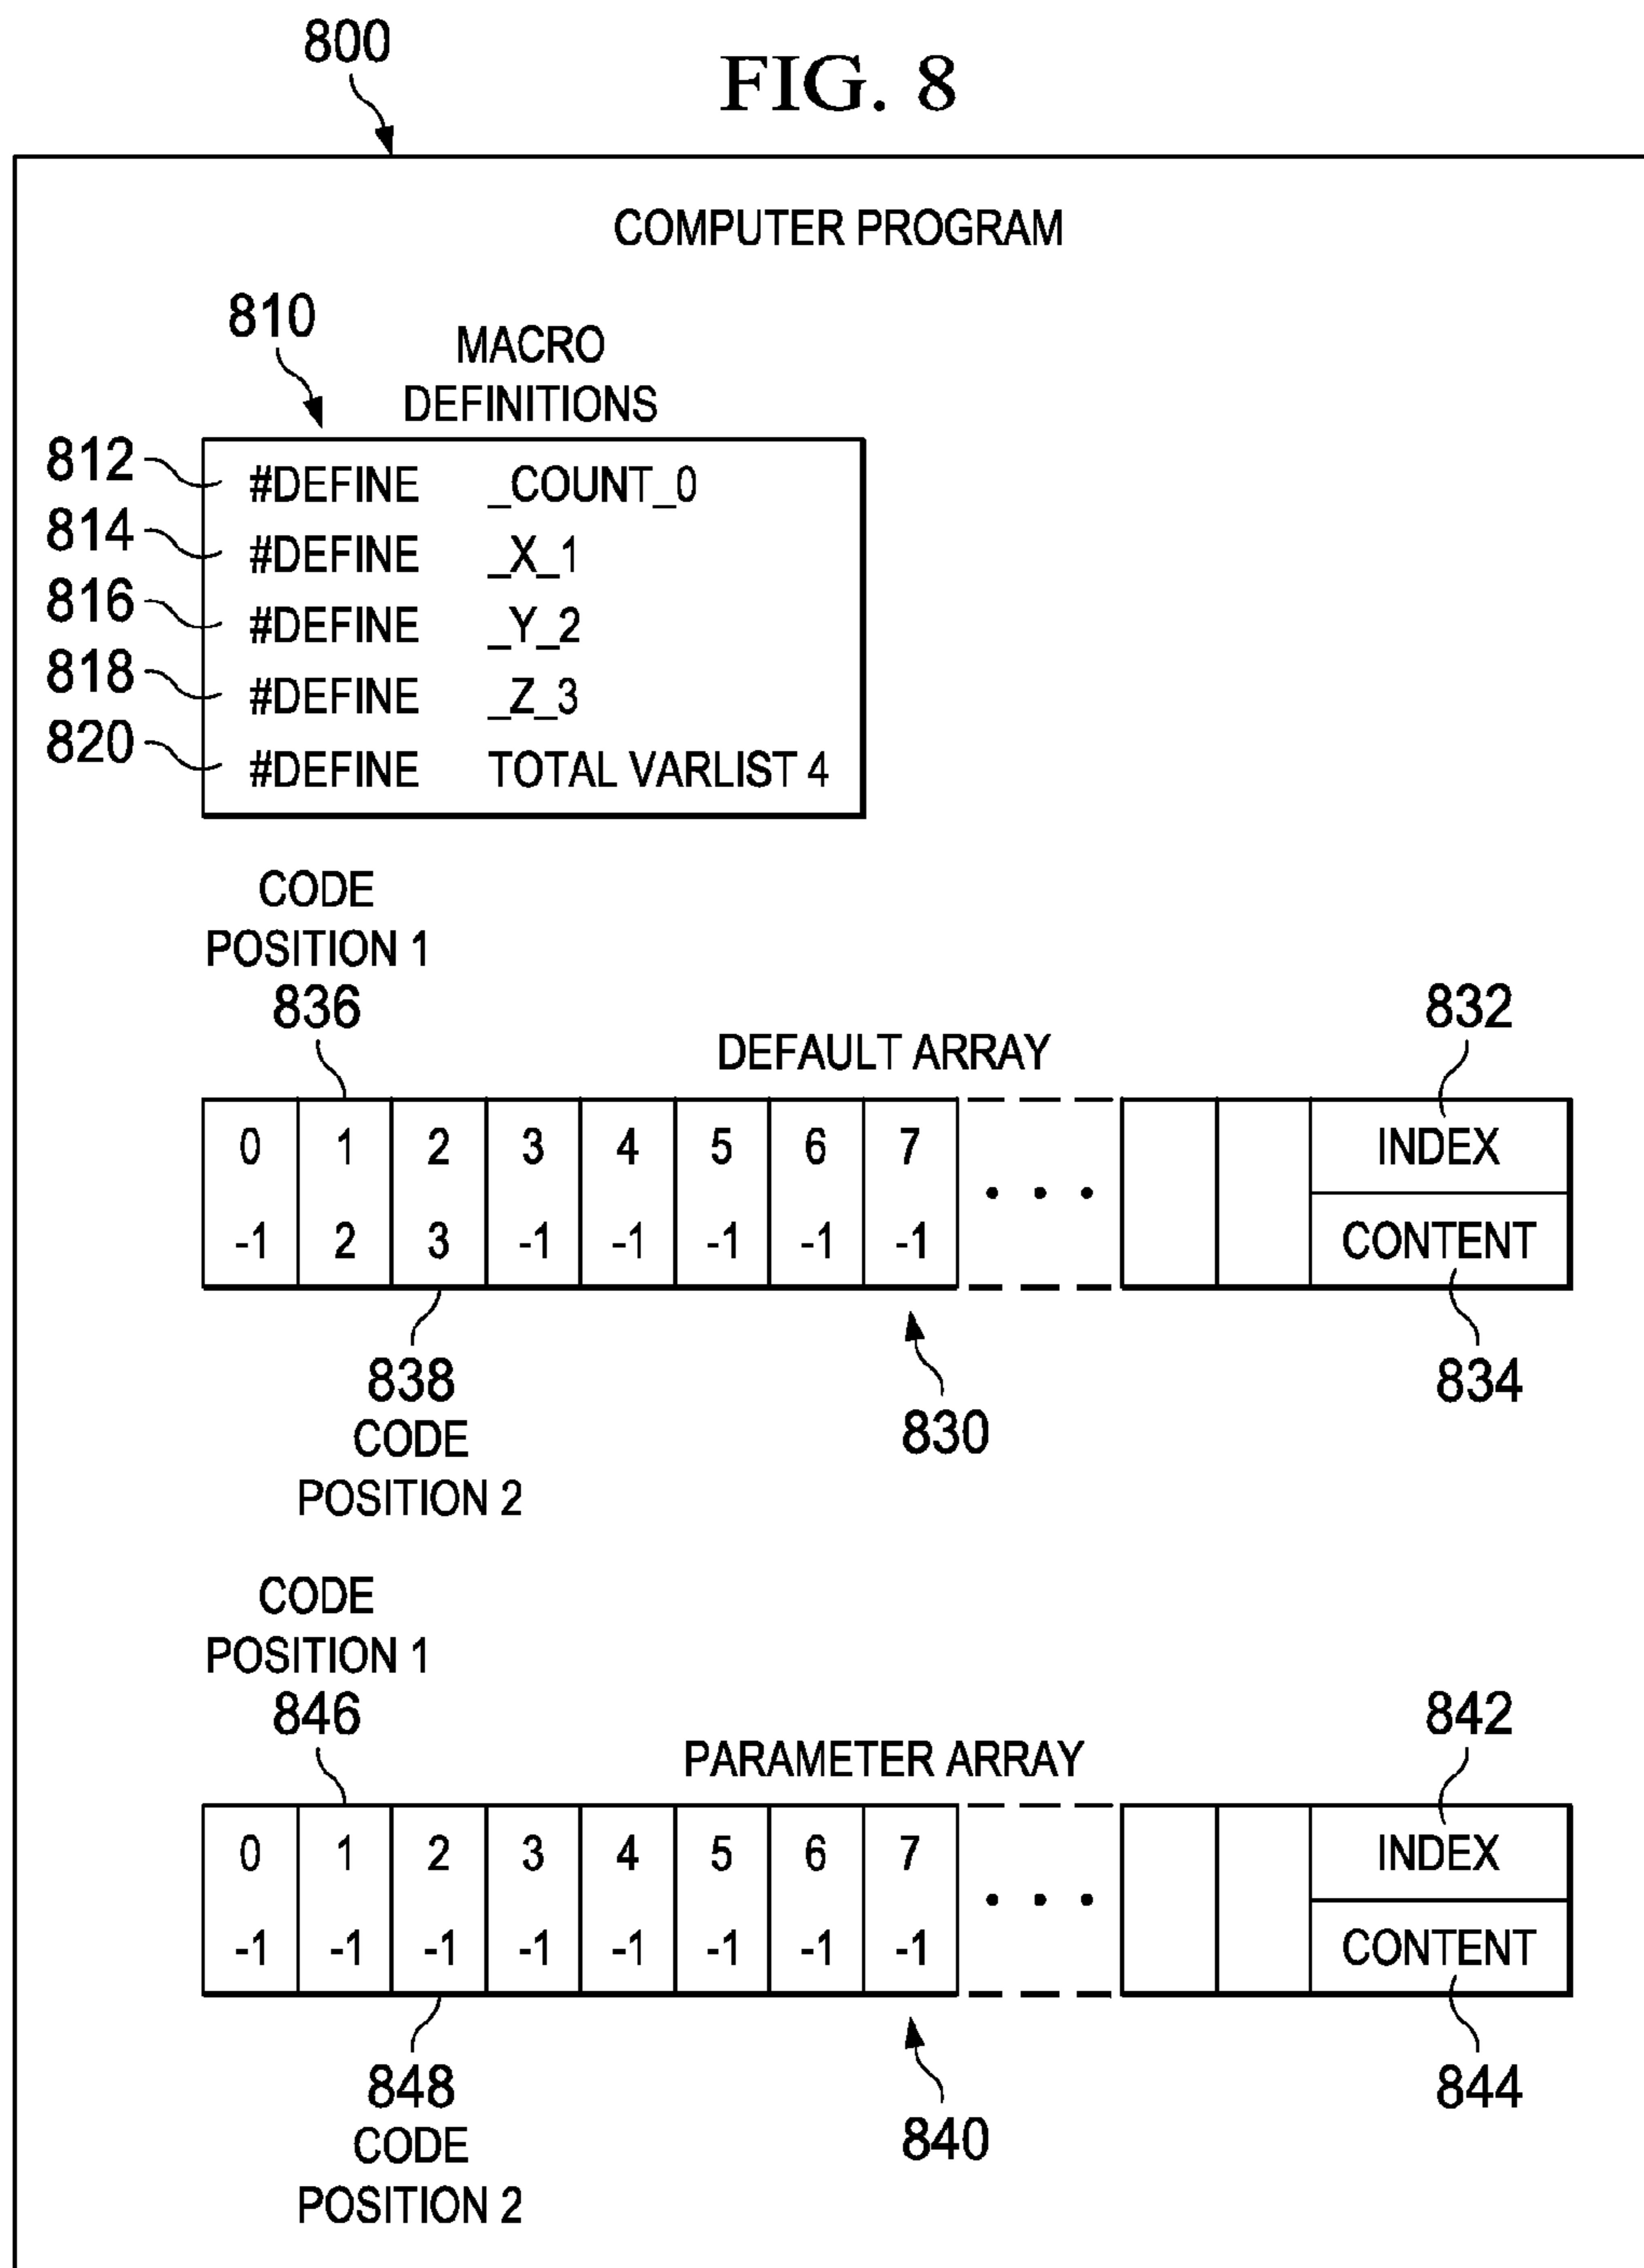 800
FIG. 8
COMPUTER PROGRAM
810
MACRO
DEFINITIONS
812 #DEFINE _COUNT_0
814 #DEFINE _X_1
816 #DEFINE _Y_2
818 #DEFINE _Z_3
820 #DEFINE TOTAL VARLIST 4
CODE
POSITION 1
836
DEFAULT ARRAY
832
0 1 2 3 4 5 6 7 • • • INDEX
-1 2 3 -1 -1 -1 -1 -1 CONTENT
838
CODE
POSITION 2
830
834
CODE
POSITION 1
846
PARAMETER ARRAY
842
0 1 2 3 4 5 6 7 • • • INDEX
-1 -1 -1 -1 -1 -1 -1 -1 CONTENT
848
CODE
POSITION 2
840
844